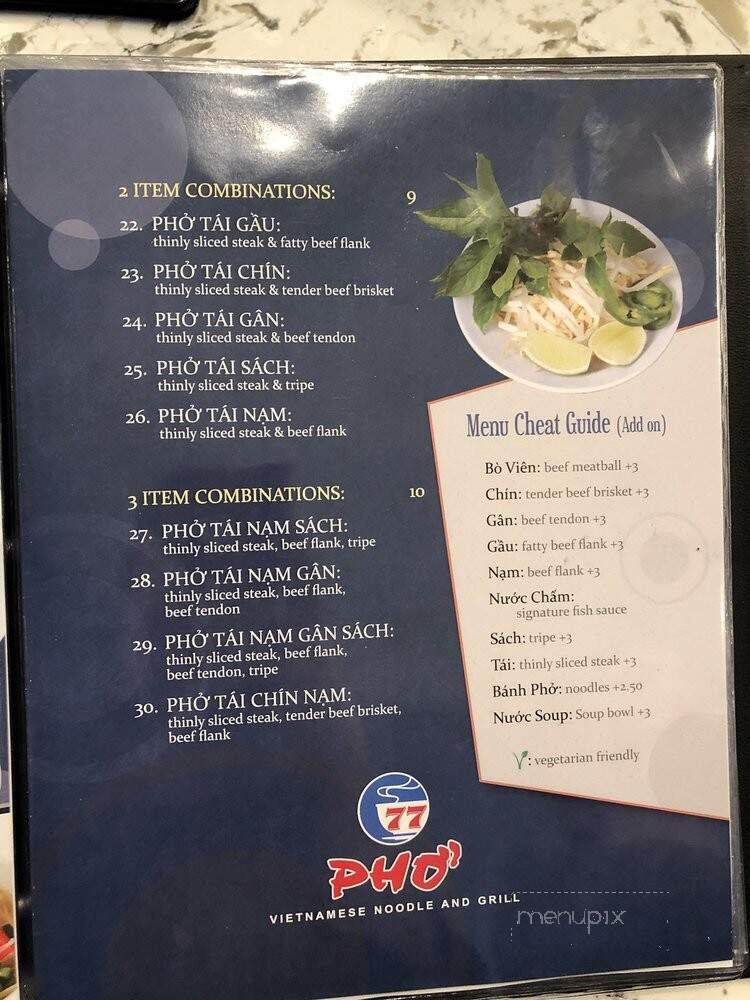 2 ITEM COMBINATIONS: 9
22. PHỞ TÁI GẦU:
thinly sliced steak & fatty beef flank
23. PHỞ TÁI CHÍN:
thinly sliced steak & tender beef brisket
24. PHỞ TÁI GÂN:
thinly sliced steak & beef tendon
25. PHỞ TÁI SÁCH:
thinly sliced steak & tripe
26. PHỞ TÁI NẠM:
thinly sliced steak & beef flank
3 ITEM COMBINATIONS: 10
27. PHỞ TÁI NẠM SÁCH:
thinly sliced steak, beef flank, tripe
28. PHỞ TÁI NẠM GÂN:
thinly sliced steak, beef flank,
beef tendon
29. PHỞ TÁI NẠM GÂN SÁCH:
thinly sliced steak, beef flank,
beef tendon, tripe
30. PHỞ TÁI CHÍN NẠM:
thinly sliced steak, tender beef brisket,
beef flank
Menu Cheat Guide (Add on)
Bò Viên: beef meatball +3
Chín: tender beef brisket +3
Gân: beef tendon +3
Gầu: fatty beef flank +3
Nạm: beef flank +3
Nước Chấm:
signature fish sauce
Sách: tripe +3
Tái: thinly sliced steak +3
Bánh Phở: noodles +2.50
Nước Soup: Soup bowl +3
: vegetarian friendly
77
PHỞ
VIETNAMESE NOODLE AND GRILL
menupix